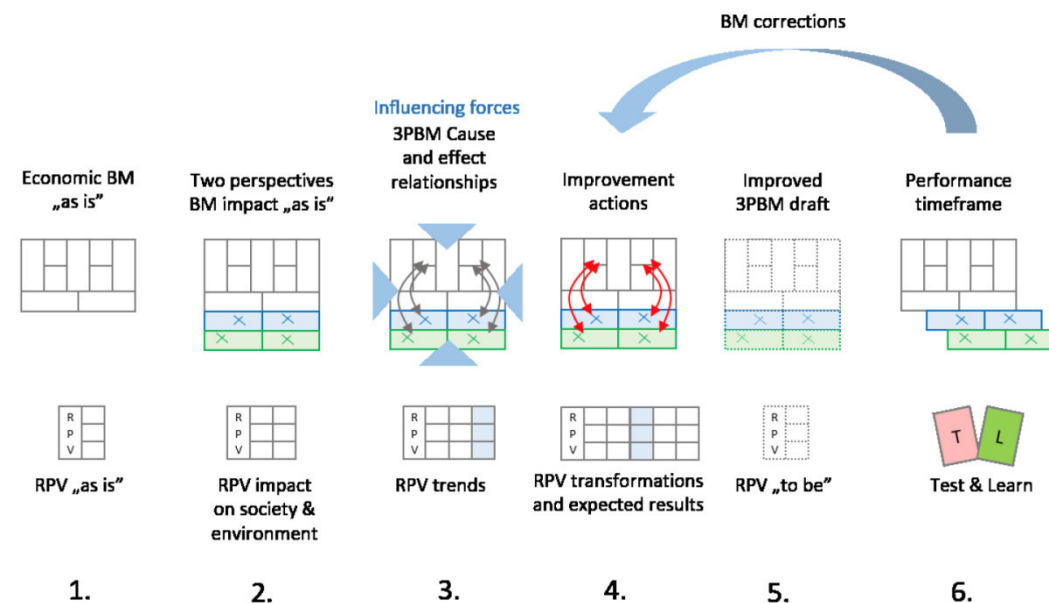 BM corrections
Influencing forces
3PBM Cause
and effect
relationships
Economic BM
„as is”
Two perspectives
BM impact „as is”
Improvement
actions
Improved
3PBM draft
Performance
timeframe
R
P
V
R
P
V
R
P
V
R
P
V
R
P
V
T
L
RPV „as is”
RPV impact
on society &
environment
RPV trends
RPV transformations
and expected results
RPV „to be”
Test & Learn
1.
2.
3.
4.
5.
6.